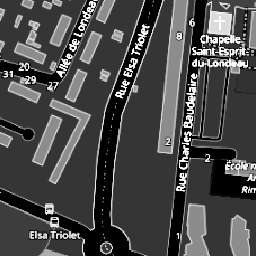 6
8
Chapelle
Saint-Esprit-
du-Londeau
Allée de Londeau
Rue Elsa Triolet
20
31
29
27
Rue Charles Baudelaire
2
2
École
Elsa Triolet
1